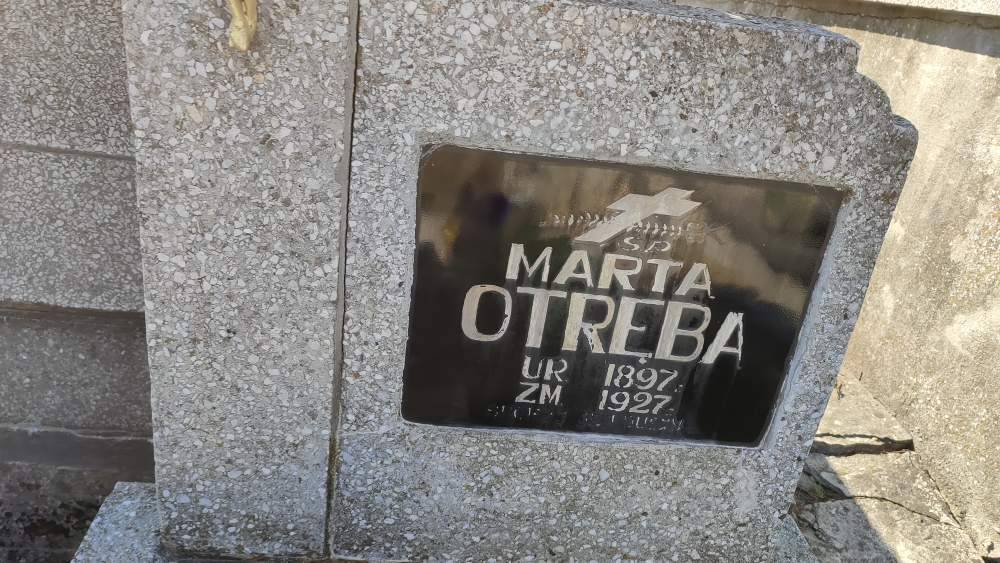 Ś.P.
MARTA
OTRĘBA
UR 1897.
ZM. 1927.